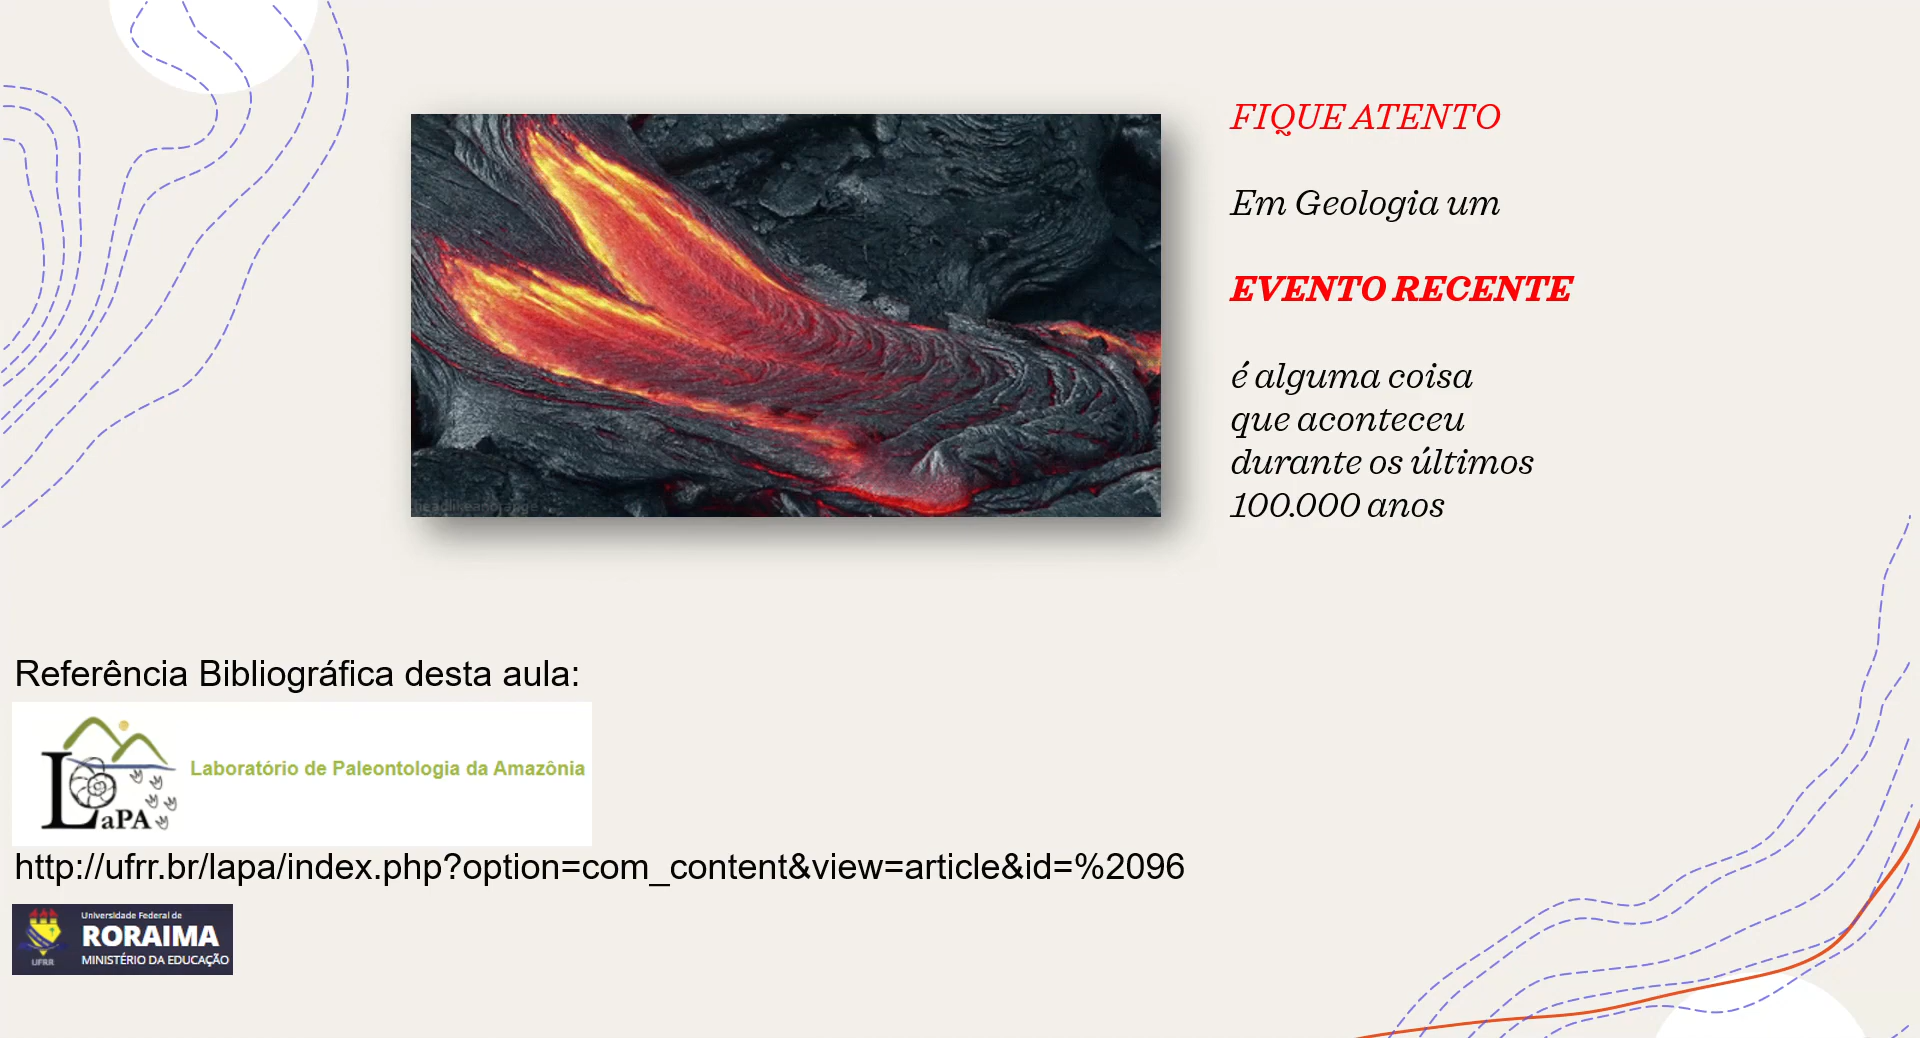 FIQUE ATENTO
Em Geologia um
EVENTO RECENTE
é alguma coisa
que aconteceu
durante os últimos
100.000 anos
headlikeanorange
Referência Bibliográfica desta aula:
LaPA
Laboratório de Paleontologia da Amazônia
http://ufrr.br/lapa/index.php?option=com_content&view=article&id=%2096
Universidade Federal de
RORAIMA
UFRR
MINISTÉRIO DA EDUCAÇÃO